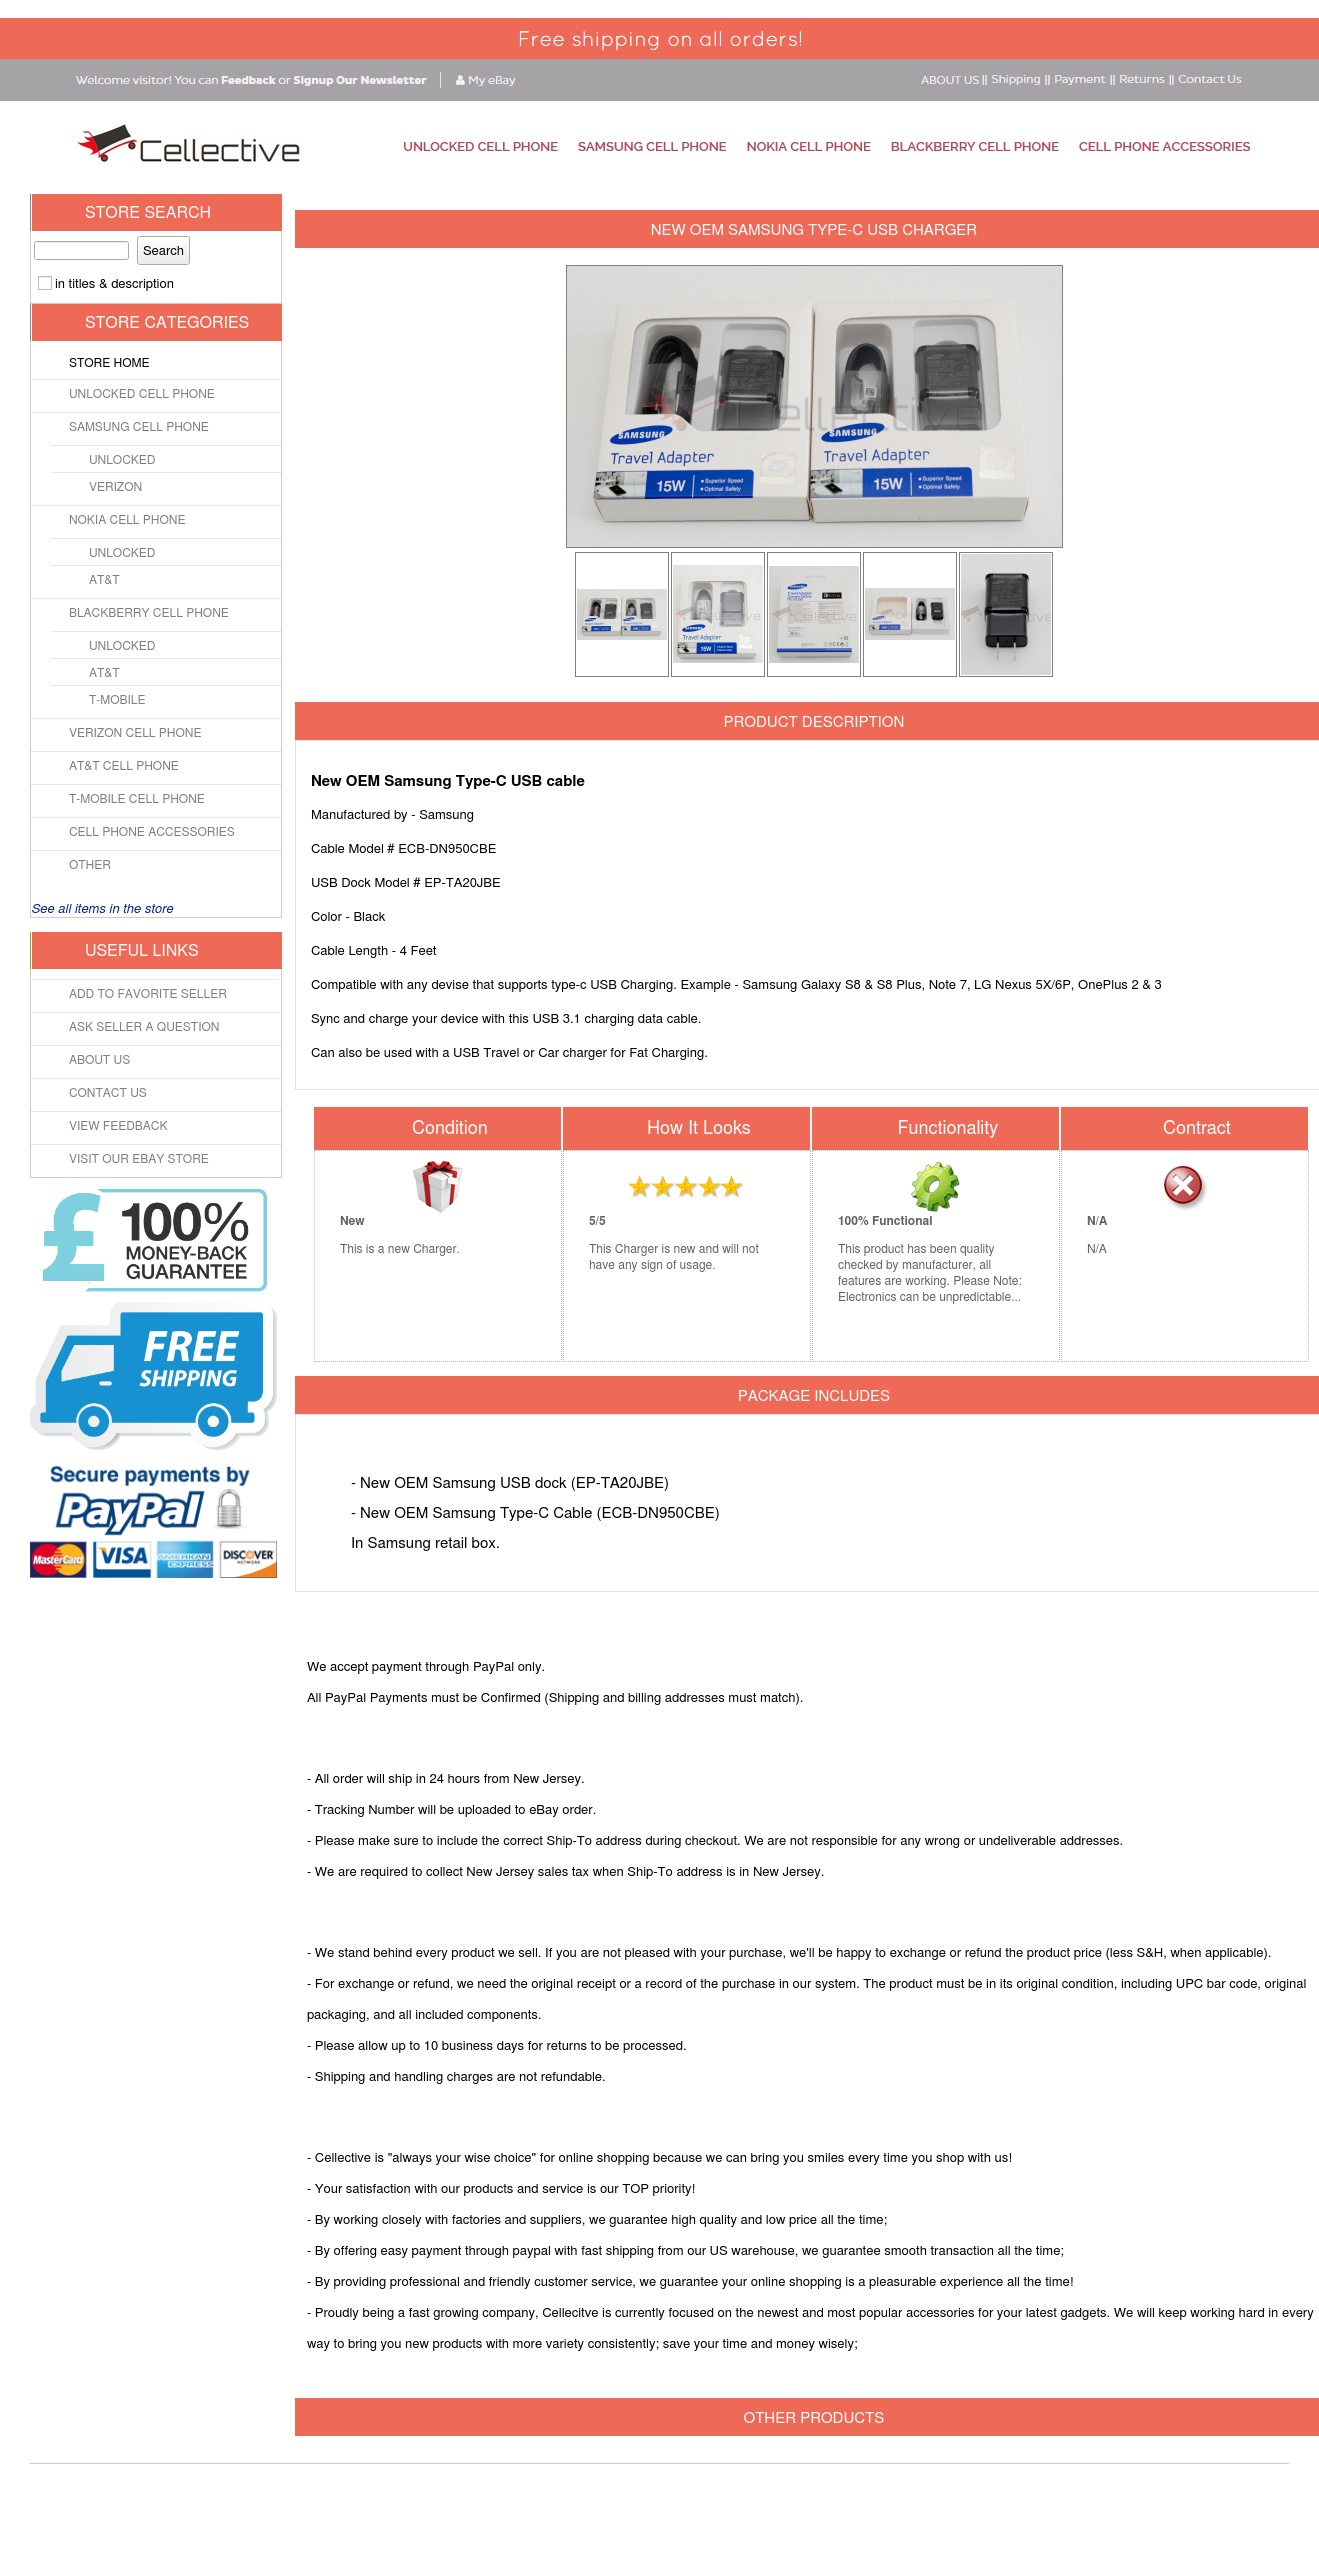 Free shipping on all orders!
Welcome visitor! You can Feedback or Signup Our Newsletter My eBay
ABOUT US || Shipping || Payment || Returns || Contact Us
Cellective
UNLOCKED CELL PHONE SAMSUNG CELL PHONE NOKIA CELL PHONE BLACKBERRY CELL PHONE CELL PHONE ACCESSORIES
STORE SEARCH
Search
in titles & description
STORE CATEGORIES
STORE HOME
UNLOCKED CELL PHONE
SAMSUNG CELL PHONE
UNLOCKED
VERIZON
NOKIA CELL PHONE
UNLOCKED
AT&T
BLACKBERRY CELL PHONE
UNLOCKED
AT&T
T-MOBILE
VERIZON CELL PHONE
AT&T CELL PHONE
T-MOBILE CELL PHONE
CELL PHONE ACCESSORIES
OTHER
See all items in the store
USEFUL LINKS
ADD TO FAVORITE SELLER
ASK SELLER A QUESTION
ABOUT US
CONTACT US
VIEW FEEDBACK
VISIT OUR EBAY STORE
£ 100%
MONEY-BACK
GUARANTEE
FREE
SHIPPING
Secure payments by
PayPal
MasterCard VISA AMERICAN EXPRESS DISCOVER NETWORK
NEW OEM SAMSUNG TYPE-C USB CHARGER
Cellective
SAMSUNG SAMSUNG
Travel Adapter Travel Adapter
15W Superior Speed 15W Superior Speed
Optimal Safety Optimal Safety
SAMSUNG
Travel Adapter
15W
PRODUCT DESCRIPTION
New OEM Samsung Type-C USB cable
Manufactured by - Samsung
Cable Model # ECB-DN950CBE
USB Dock Model # EP-TA20JBE
Color - Black
Cable Length - 4 Feet
Compatible with any devise that supports type-c USB Charging. Example - Samsung Galaxy S8 & S8 Plus, Note 7, LG Nexus 5X/6P, OnePlus 2 & 3
Sync and charge your device with this USB 3.1 charging data cable.
Can also be used with a USB Travel or Car charger for Fat Charging.
Condition How It Looks Functionality Contract
New 5/5 100% Functional N/A
This is a new Charger. This Charger is new and will not This product has been quality N/A
have any sign of usage. checked by manufacturer, all
features are working. Please Note:
Electronics can be unpredictable...
PACKAGE INCLUDES
- New OEM Samsung USB dock (EP-TA20JBE)
- New OEM Samsung Type-C Cable (ECB-DN950CBE)
In Samsung retail box.
We accept payment through PayPal only.
All PayPal Payments must be Confirmed (Shipping and billing addresses must match).
- All order will ship in 24 hours from New Jersey.
- Tracking Number will be uploaded to eBay order.
- Please make sure to include the correct Ship-To address during checkout. We are not responsible for any wrong or undeliverable addresses.
- We are required to collect New Jersey sales tax when Ship-To address is in New Jersey.
- We stand behind every product we sell. If you are not pleased with your purchase, we'll be happy to exchange or refund the product price (less S&H, when applicable).
- For exchange or refund, we need the original receipt or a record of the purchase in our system. The product must be in its original condition, including UPC bar code, original
packaging, and all included components.
- Please allow up to 10 business days for returns to be processed.
- Shipping and handling charges are not refundable.
- Cellective is "always your wise choice" for online shopping because we can bring you smiles every time you shop with us!
- Your satisfaction with our products and service is our TOP priority!
- By working closely with factories and suppliers, we guarantee high quality and low price all the time;
- By offering easy payment through paypal with fast shipping from our US warehouse, we guarantee smooth transaction all the time;
- By providing professional and friendly customer service, we guarantee your online shopping is a pleasurable experience all the time!
- Proudly being a fast growing company, Cellecitve is currently focused on the newest and most popular accessories for your latest gadgets. We will keep working hard in every
way to bring you new products with more variety consistently; save your time and money wisely;
OTHER PRODUCTS